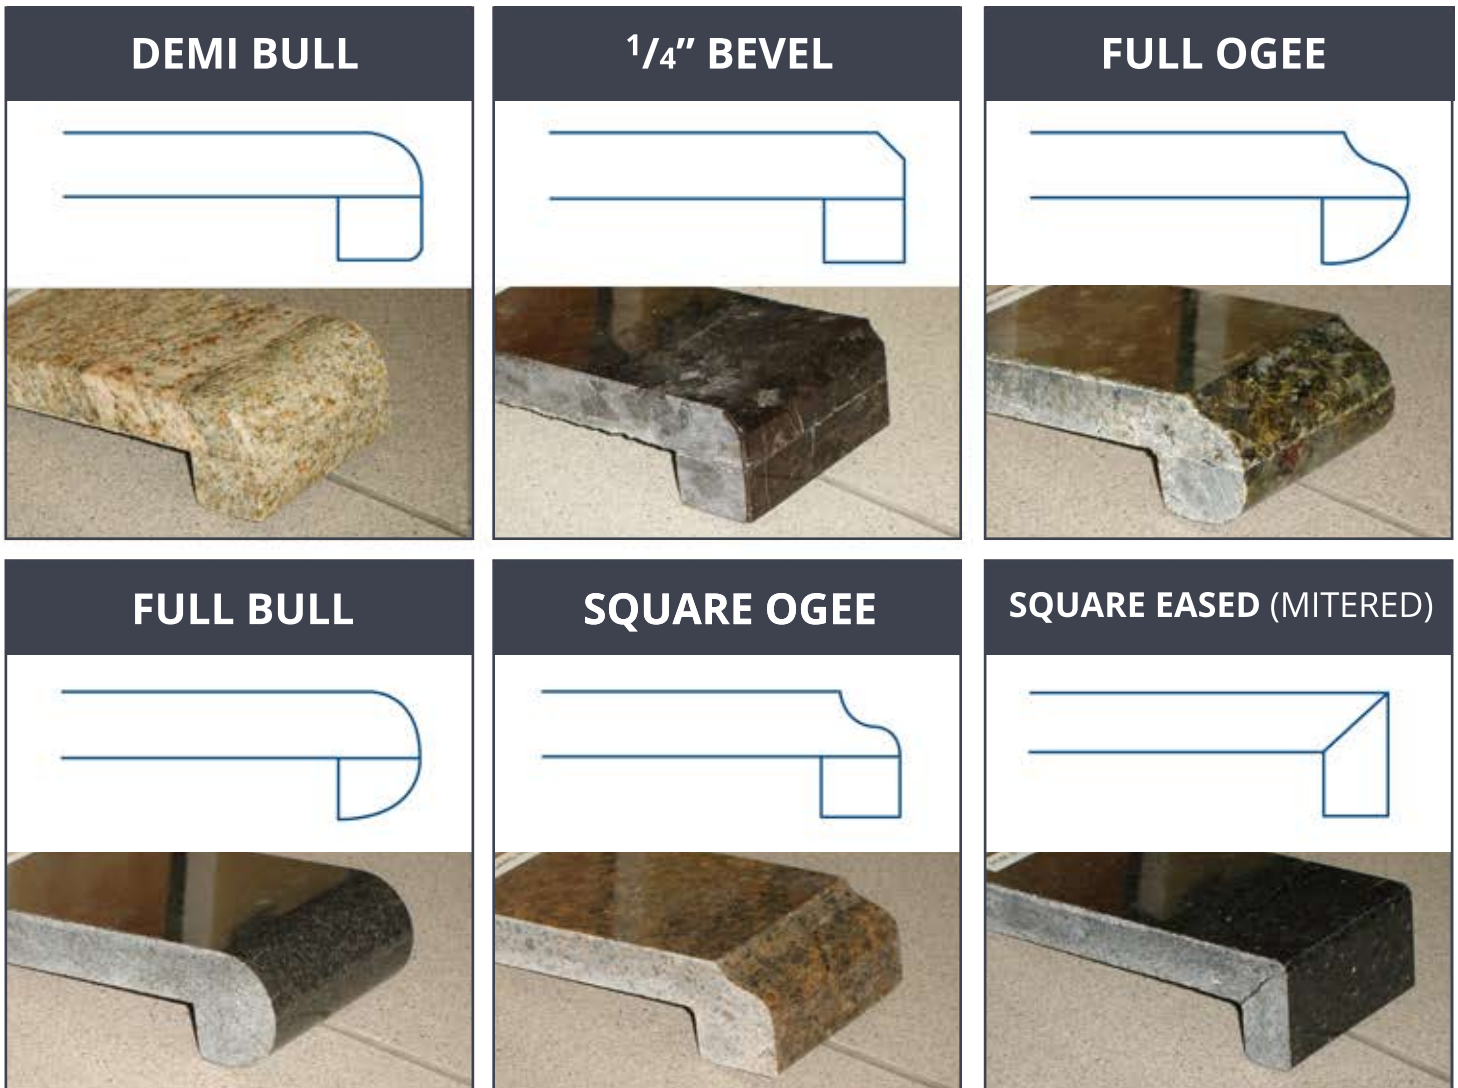 DEMI BULL
1/4” BEVEL
FULL OGEE
FULL BULL
SQUARE OGEE
SQUARE EASED (MITERED)